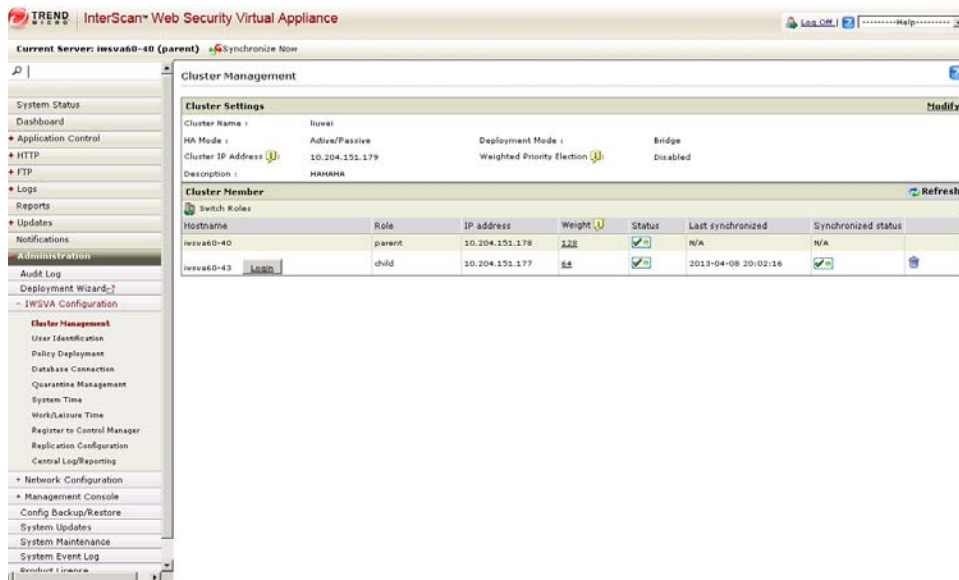 TREND MICRO InterScan™ Web Security Virtual Appliance
Log Off | ---------Help---------
Current Server: iwsva60-40 (parent) Synchronize Now
Cluster Management
System Status
Dashboard
Application Control
HTTP
FTP
Logs
Reports
Updates
Notifications
Administration
Audit Log
Deployment Wizard
- IWSVA Configuration
Cluster Management
User Identification
Policy Deployment
Database Connection
Quarantine Management
System Time
Work/Leisure Time
Register to Control Manager
Replication Configuration
Central Log/Reporting
+ Network Configuration
+ Management Console
Config Backup/Restore
System Updates
System Maintenance
System Event Log
Product License
Cluster Settings Modify
Cluster Name : liuwei
HA Mode : Active/Passive Deployment Mode : Bridge
Cluster IP Address : 10.204.151.179 Weighted Priority Election : Disabled
Description : HAHAHA
Cluster Member Refresh
Switch Roles
Hostname Role IP address Weight Status Last synchronized Synchronized status
iwsva60-40 parent 10.204.151.178 128 N/A N/A
iwsva60-43 Login child 10.204.151.177 64 2013-04-08 20:02:16